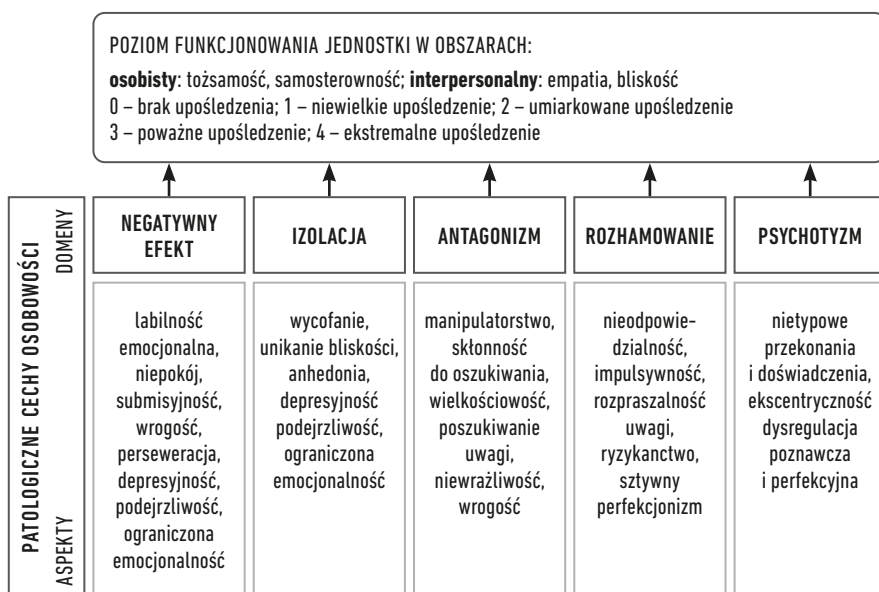 POZIOM FUNKCJONOWANIA JEDNOSTKI W OBSZARACH:
osobisty: tożsamość, samosterowność; interpersonalny: empatia, bliskość
0 – brak upośledzenia; 1 – niewielkie upośledzenie; 2 – umiarkowane upośledzenie
3 – poważne upośledzenie; 4 – ekstremalne upośledzenie
PATOLOGICZNE CECHY OSOBOWOŚCI
DOMENY
NEGATYWNY
EFEKT
IZOLACJA
ANTAGONIZM
ROZHAMOWANIE
PSYCHOTYZM
ASPEKTY
labilność
emocjonalna,
niepokój,
submisyjność,
wrogość,
perseweracja,
depresyjność,
podejrzliwość,
ograniczona
emocjonalność
wycofanie,
unikanie bliskości,
anhedonia,
depresyjność
podejrzliwość,
ograniczona
emocjonalność
manipulatorstwo,
skłonność
do oszukiwania,
wielkościowość,
poszukiwanie
uwagi,
niewrażliwość,
wrogość
nieodpowie-
dzialność,
impulsywność,
rozpraszalność
uwagi,
ryzykanctwo,
sztywny
perfekcjonizm
nietypowe
przekonania
i doświadczenia,
ekscentryczność
dysregulacja
poznawcza
i perfekcyjna